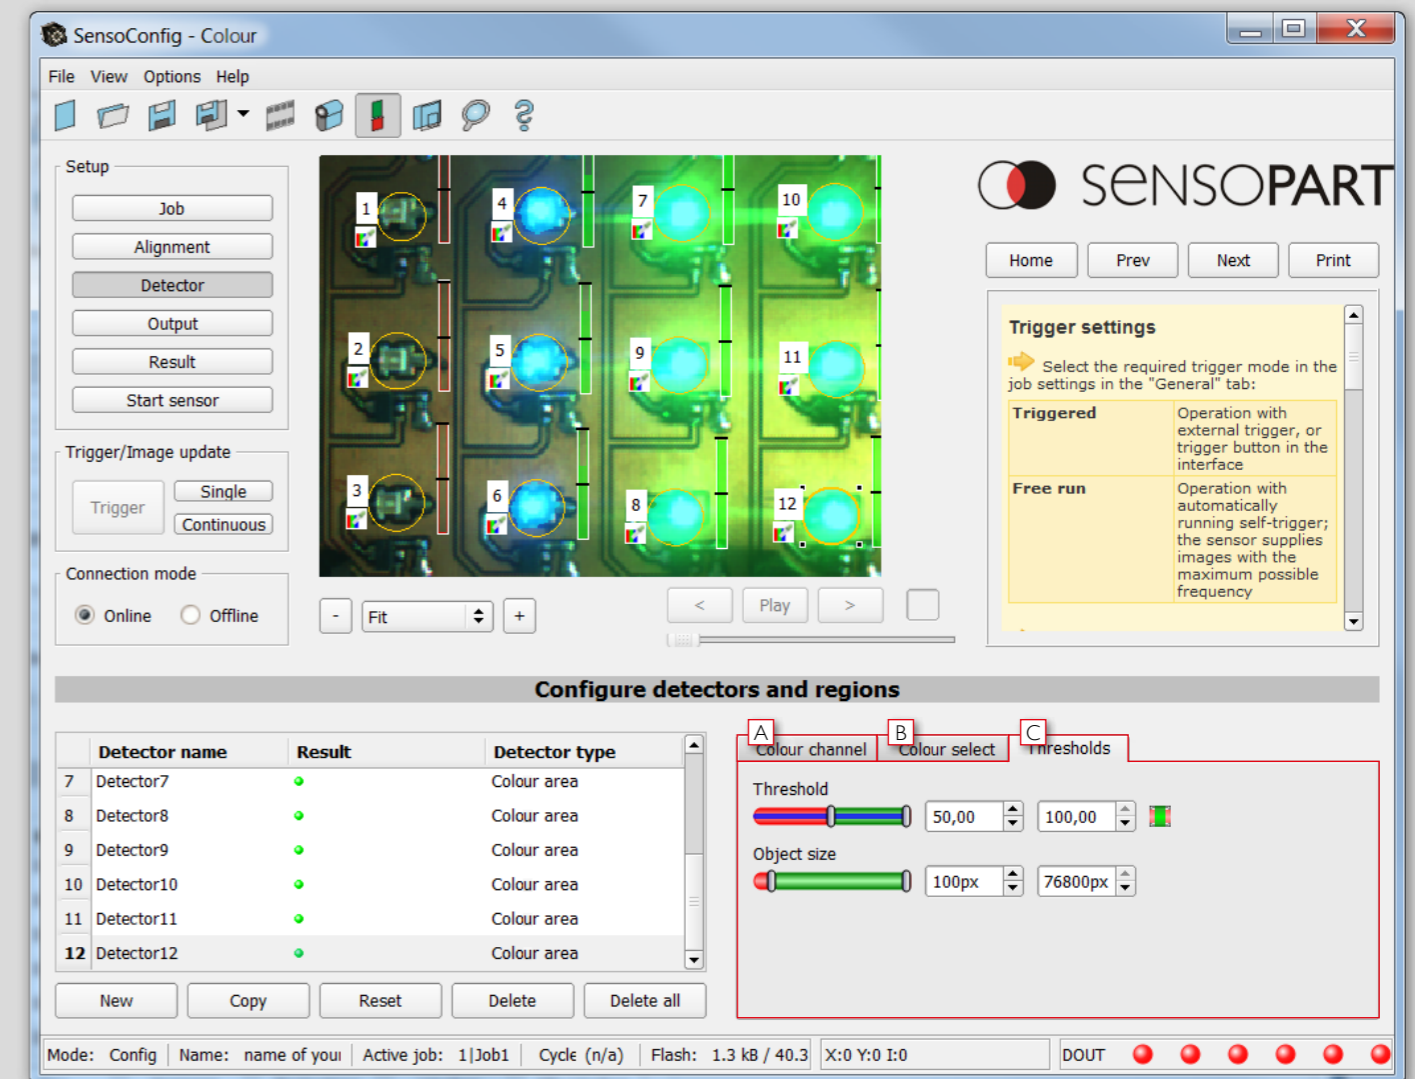 SensoConfig - Colour
File View Options Help
Setup
Job
Alignment
Detector
Output
Result
Start sensor
Trigger/Image update
Trigger
Single
Continuous
Connection mode
Online
Offline
1
4
7
10
2
5
9
11
3
6
8
12
-
Fit
+
<
Play
>
SENSOPART
Home
Prev
Next
Print
Trigger settings
Select the required trigger mode in the
job settings in the "General" tab:
Triggered
Operation with
external trigger, or
trigger button in the
interface
Free run
Operation with
automatically
running self-trigger;
the sensor supplies
images with the
maximum possible
frequency
Configure detectors and regions
Detector name Result Detector type
7 Detector7 Colour area
8 Detector8 Colour area
9 Detector9 Colour area
10 Detector10 Colour area
11 Detector11 Colour area
12 Detector12 Colour area
New
Copy
Reset
Delete
Delete all
A
B
C
Colour channel
Colour select
Thresholds
Threshold
50,00
100,00
Object size
100px
76800px
Mode: Config Name: name of your Active job: 1|Job1 Cycle (n/a) Flash: 1.3 kB / 40.3 X:0 Y:0 I:0 DOUT